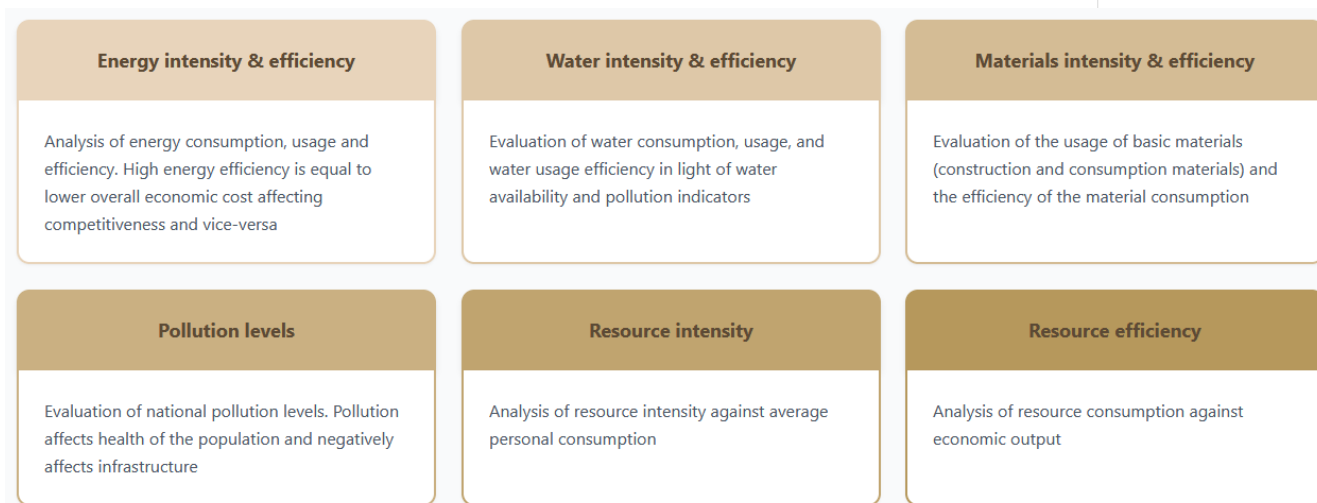 Energy intensity & efficiency
Analysis of energy consumption, usage and
efficiency. High energy efficiency is equal to
lower overall economic cost affecting
competitiveness and vice-versa
Water intensity & efficiency
Evaluation of water consumption, usage, and
water usage efficiency in light of water
availability and pollution indicators
Materials intensity & efficiency
Evaluation of the usage of basic materials
(construction and consumption materials) and
the efficiency of the material consumption
Pollution levels
Evaluation of national pollution levels. Pollution
affects health of the population and negatively
affects infrastructure
Resource intensity
Analysis of resource intensity against average
personal consumption
Resource efficiency
Analysis of resource consumption against
economic output